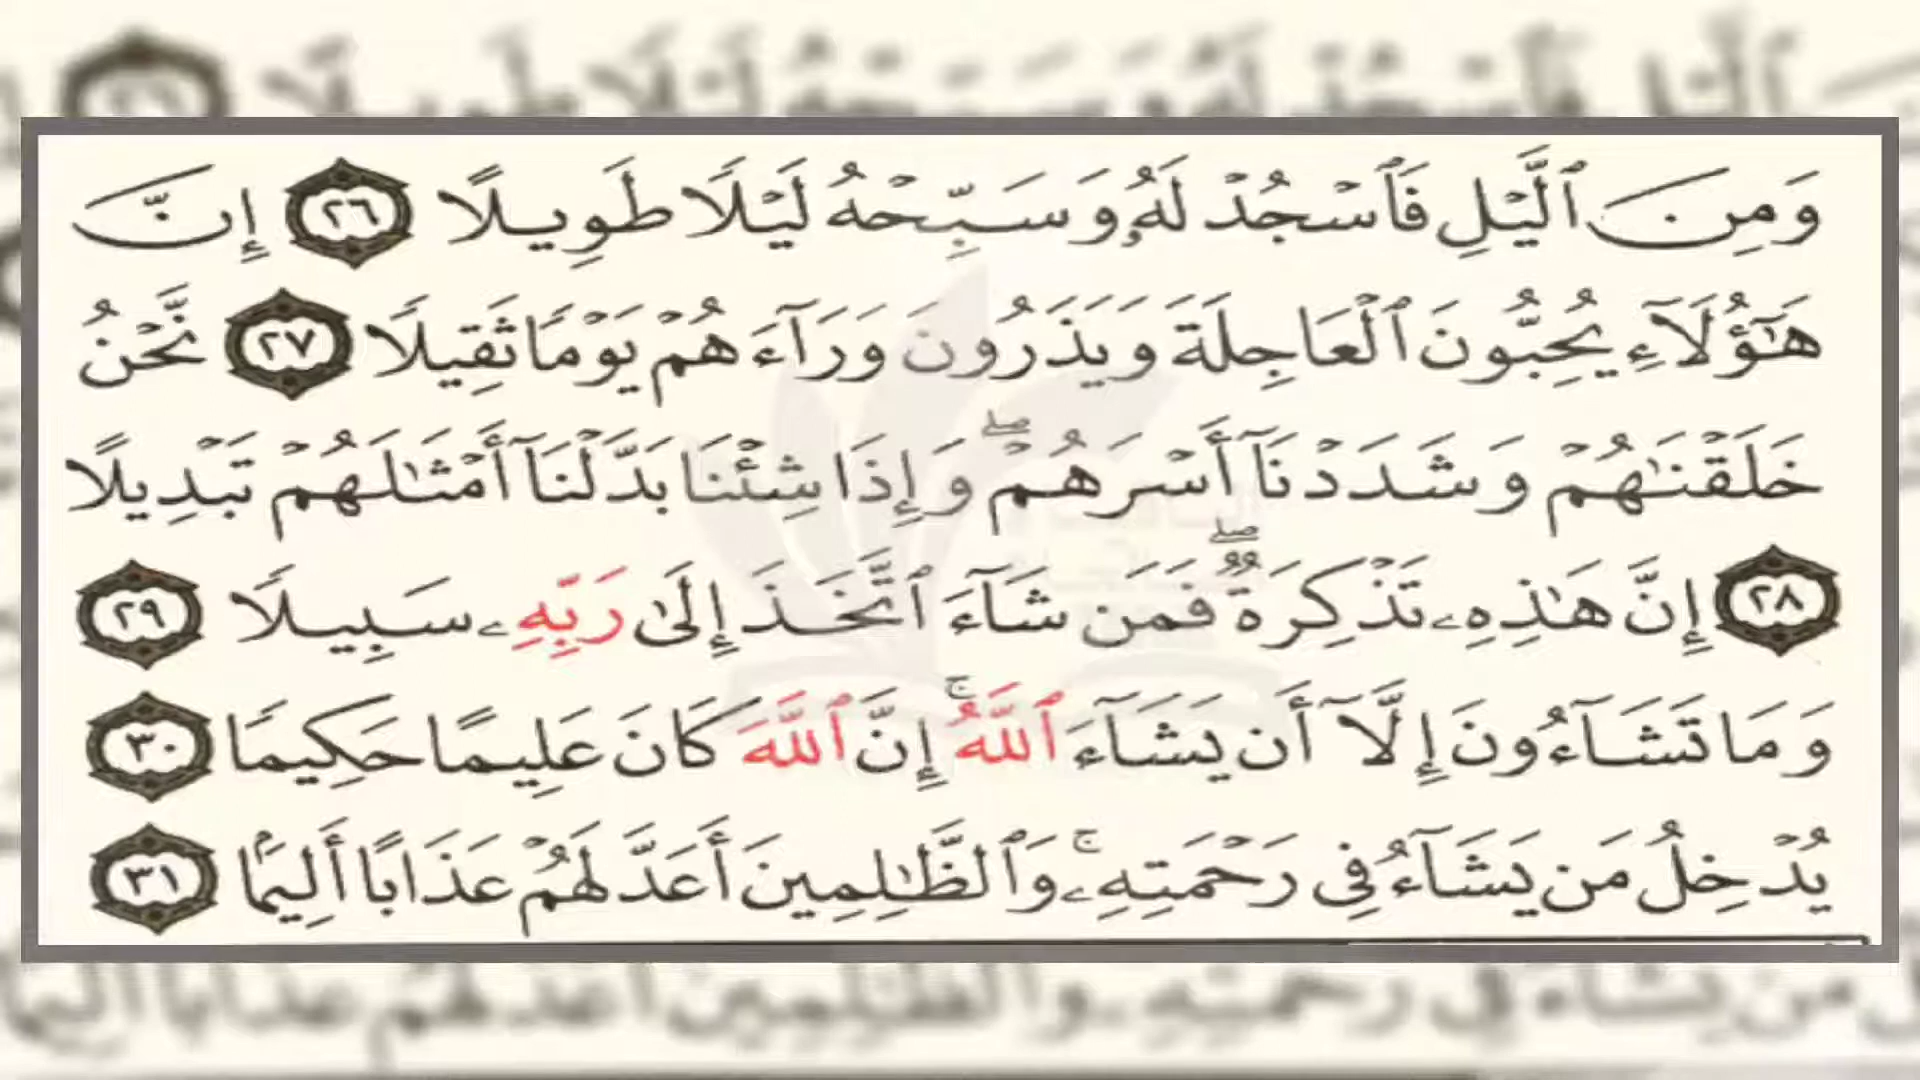 وَمِنَ ٱلَّيْلِ فَٱسْجُدْ لَهُۥ وَسَبِّحْهُ لَيْلًا طَوِيلًا ٢٦ إِنَّ
هَٰٓؤُلَآءِ يُحِبُّونَ ٱلْعَاجِلَةَ وَيَذَرُونَ وَرَآءَهُمْ يَوْمًا ثَقِيلًا ٢٧ نَّحْنُ
خَلَقْنَٰهُمْ وَشَدَدْنَآ أَسْرَهُمْ ۖ وَإِذَا شِئْنَا بَدَّلْنَآ أَمْثَٰلَهُمْ تَبْدِيلًا
٢٨ إِنَّ هَٰذِهِۦ تَذْكِرَةٌ ۖ فَمَن شَآءَ ٱتَّخَذَ إِلَىٰ رَبِّهِۦ سَبِيلًا ٢٩
وَمَا تَشَآءُونَ إِلَّآ أَن يَشَآءَ ٱللَّهُ ۚ إِنَّ ٱللَّهَ كَانَ عَلِيمًا حَكِيمًا ٣٠
يُدْخِلُ مَن يَشَآءُ فِى رَحْمَتِهِۦ ۚ وَٱلظَّٰلِمِينَ أَعَدَّ لَهُمْ عَذَابًا أَلِيمًۢا ٣١